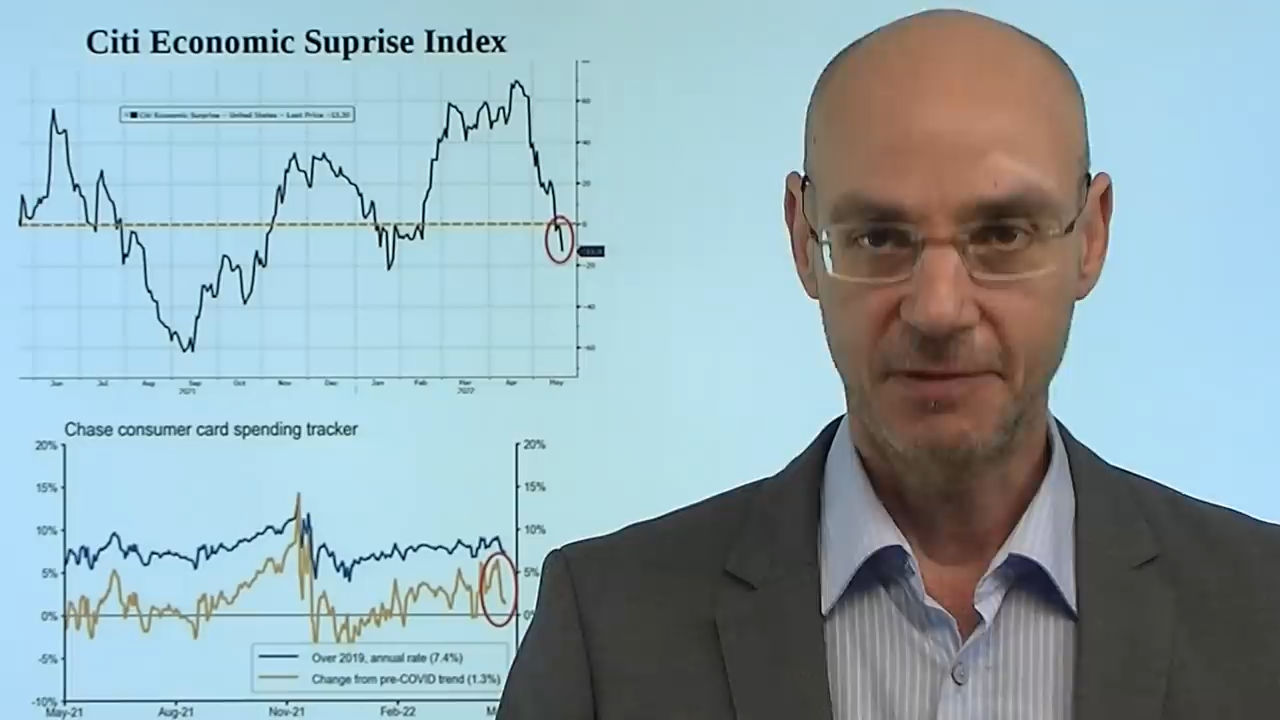 Citi Economic Suprise Index
Citi Economic Surprise - United States - Last Price
60
40
20
0
-20
-40
-60
Jun Jul Aug Sep Oct Nov Dec Jan Feb Mar Apr May
2021 2022
Chase consumer card spending tracker
20% 20%
15% 15%
10% 10%
5% 5%
0% 0
-5%
-10%
Over 2019, annual rate (7.4%)
Change from pre-COVID trend (1.3%)
May-21 Aug-21 Nov-21 Feb-22 M